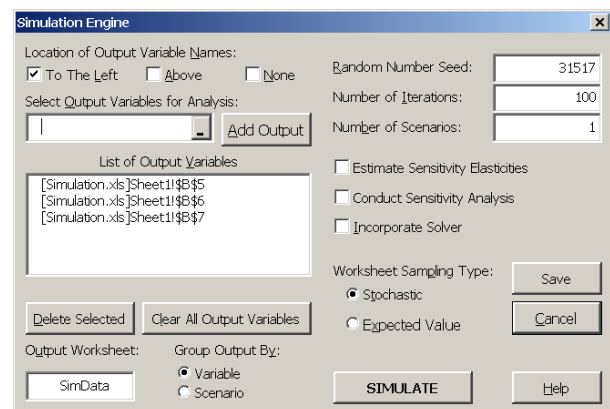 Simulation Engine
Location of Output Variable Names:
To The Left Above None
Select Output Variables for Analysis:
Add Output
List of Output Variables
[Simulation.xls]Sheet1!$B$5
[Simulation.xls]Sheet1!$B$6
[Simulation.xls]Sheet1!$B$7
Delete Selected Clear All Output Variables
Output Worksheet:
SimData
Group Output By:
Variable
Scenario
Random Number Seed: 31517
Number of Iterations: 100
Number of Scenarios: 1
Estimate Sensitivity Elasticities
Conduct Sensitivity Analysis
Incorporate Solver
Worksheet Sampling Type:
Stochastic
Expected Value
Save
Cancel
SIMULATE
Help